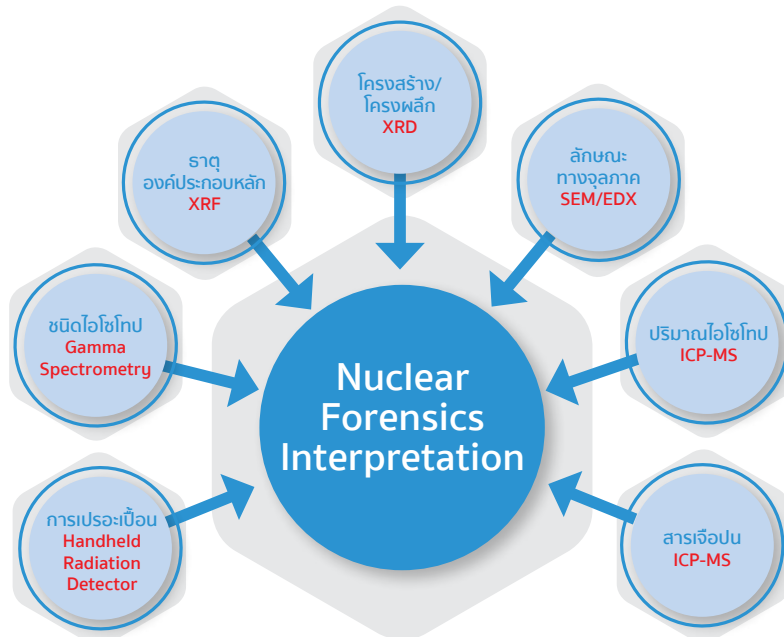 โครงสร้าง/
โครงผลึก
XRD
ธาตุ
องค์ประกอบหลัก
XRF
ลักษณะ
ทางจุลภาค
SEM/EDX
ชนิดไอโซโทป
Gamma
Spectrometry
ปริมาณไอโซโทป
ICP-MS
Nuclear
Forensics
Interpretation
การเปรอะเปื้อน
Handheld
Radiation
Detector
สารเจือปน
ICP-MS